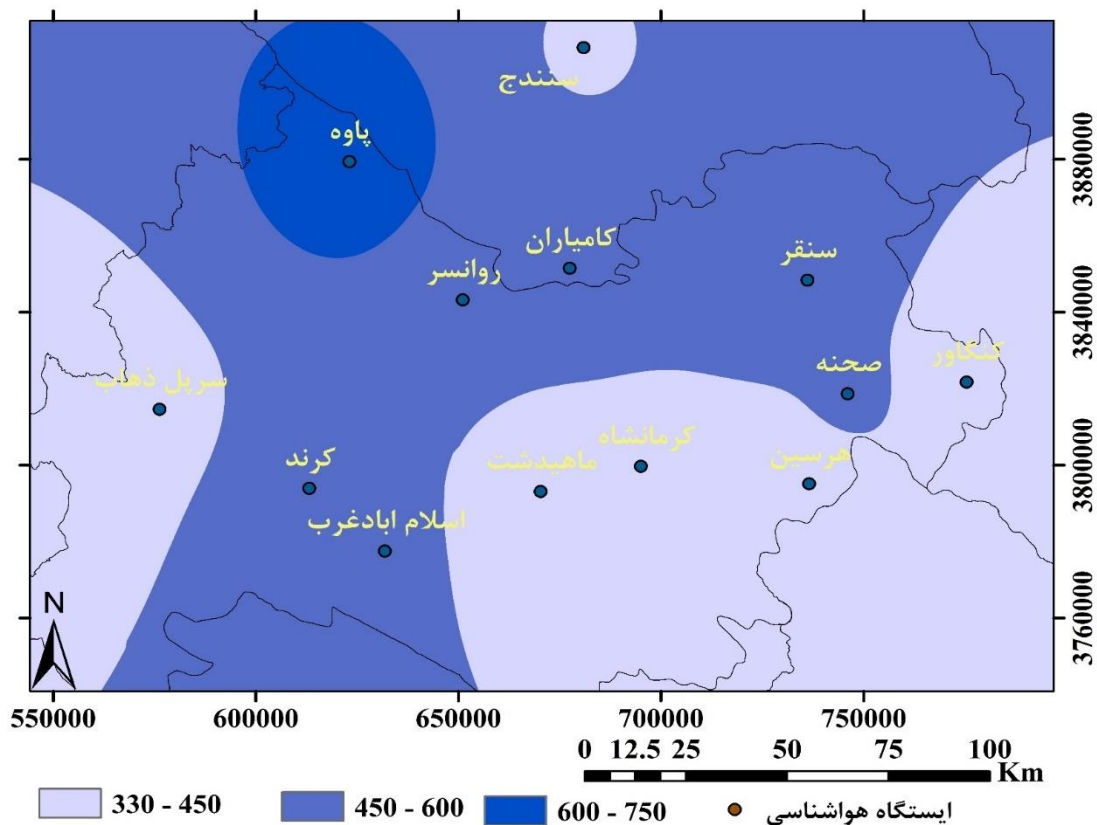 سنندج
پاوه
3880000
کامیاران
سنقر
روانسر
3840000
کنگاور
صحنه
سرپل ذهاب
کرمانشاه
3800000
هرسین
ماهیدشت
کرند
اسلام ابادغرب
3760000
N
550000 600000 650000 700000 750000
0 12.5 25 50 75 100
Km
330 - 450 450 - 600 600 - 750 ایستگاه هواشناسی